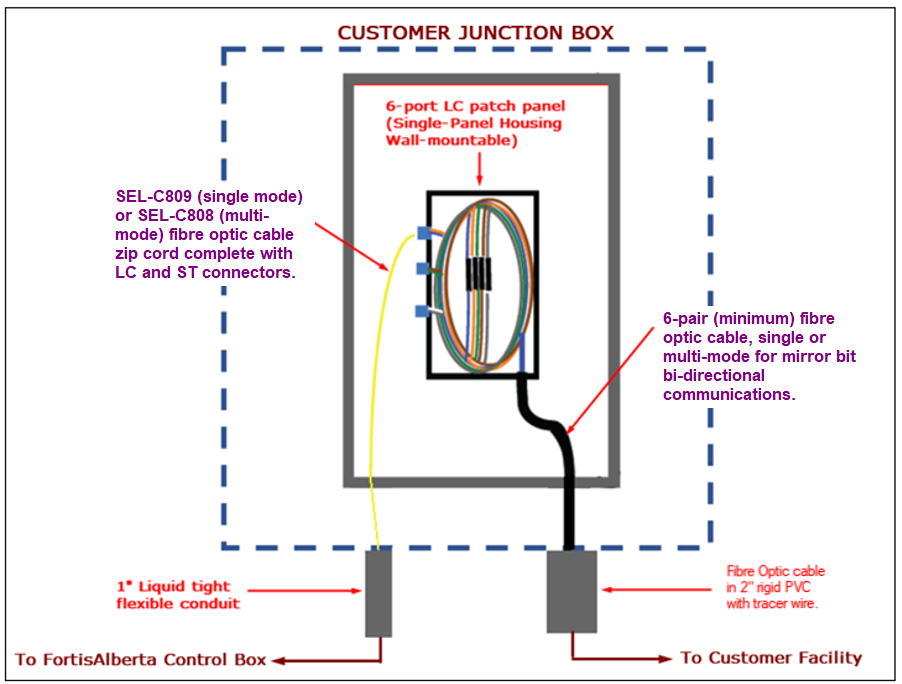 CUSTOMER JUNCTION BOX
6-port LC patch panel
(Single-Panel Housing
Wall-mountable)
SEL-C809 (single mode)
or SEL-C808 (multi-
mode) fibre optic cable
zip cord complete with
LC and ST connectors.
6-pair (minimum) fibre
optic cable, single or
multi-mode for mirror bit
bi-directional
communications.
1" Liquid tight
flexible conduit
Fibre Optic cable
in 2" rigid PVC
with tracer wire.
To FortisAlberta Control Box
To Customer Facility